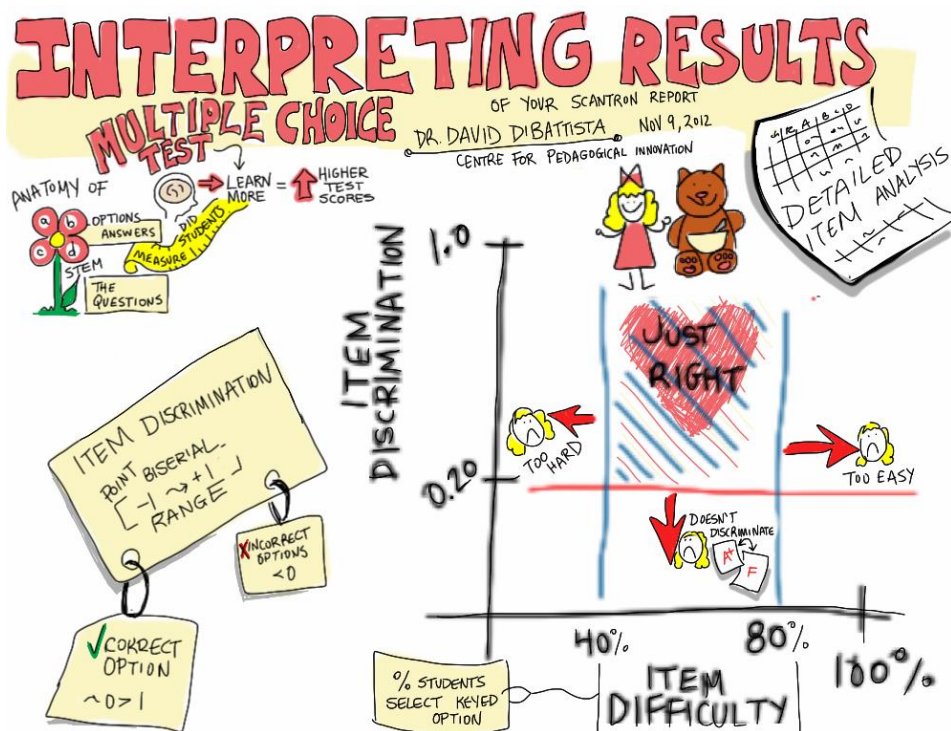 INTERPRETING RESULTS
OF YOUR SCANTRON REPORT
MULTIPLE CHOICE
TEST
DR. DAVID DIBATTISTA NOV 9, 2012
CENTRE FOR PEDAGOGICAL INNOVATION
ANATOMY OF
a b
c d
OPTIONS
ANSWERS
STEM
THE
QUESTIONS
MEASURE
DID
STUDENTS
LEARN
MORE
=
HIGHER
TEST
SCORES
DETAILED
ITEM ANALYSIS
ITEM
DISCRIMINATION
1.0
0.20
JUST
RIGHT
TOO
HARD
TOO EASY
DOESN'T
DISCRIMINATE
A+
F
ITEM DISCRIMINATION
POINT BISERIAL
[-1 → +1]
RANGE
X INCORRECT
OPTIONS
<0
✓CORRECT
OPTION
~0>1
40%
80%
100%
% STUDENTS
SELECT KEYED
OPTION
ITEM
DIFFICULTY